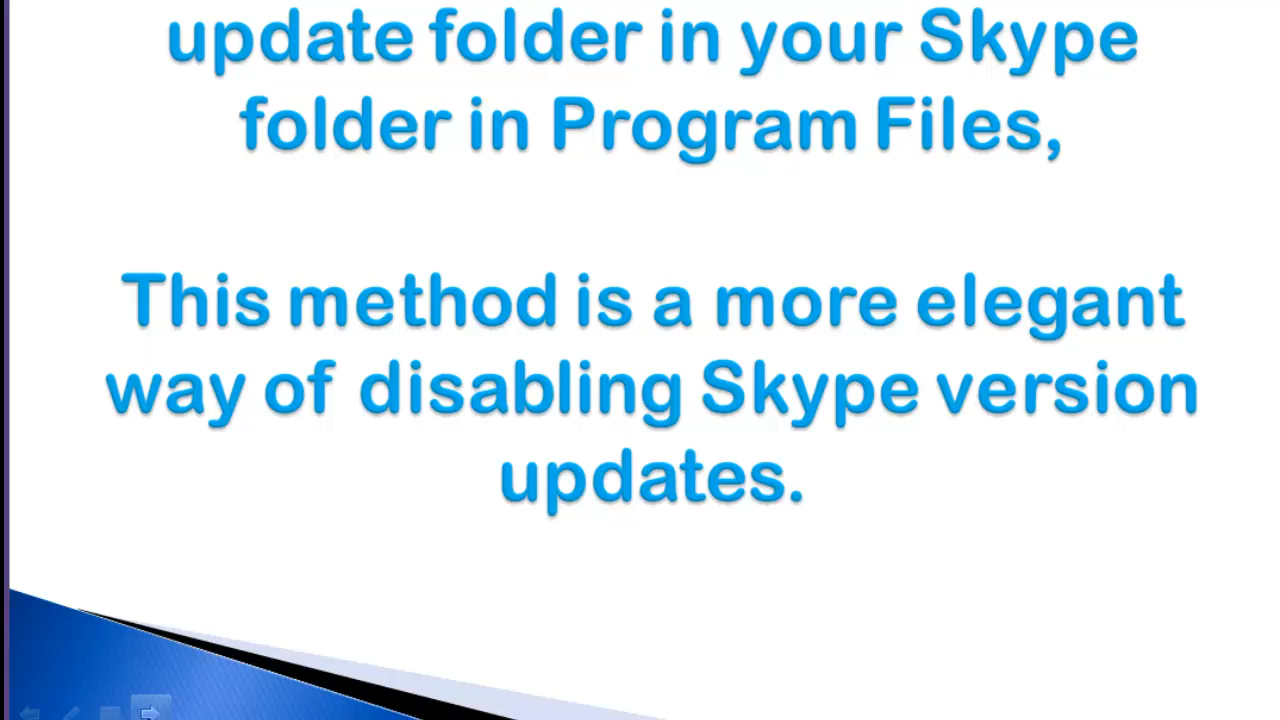 update folder in your Skype
folder in Program Files,
This method is a more elegant
way of disabling Skype version
updates.